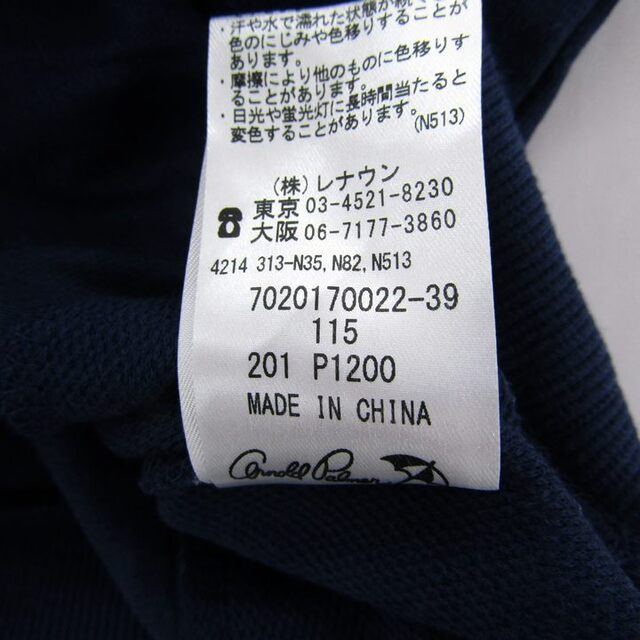 ・汗や水で濡れた状態が続
色のにじみや色移りすることが
あります。
・摩擦により他のものに色移りす
ることがあります。
・日光や蛍光灯に長時間当たると
変色することがあります。 (N513)
(株) レナウン
東京 03-4521-8230
大阪 06-7177-3860
4214 313-N35, N82, N513
7020170022-39
115
201 P1200
MADE IN CHINA
Arnold Palmer